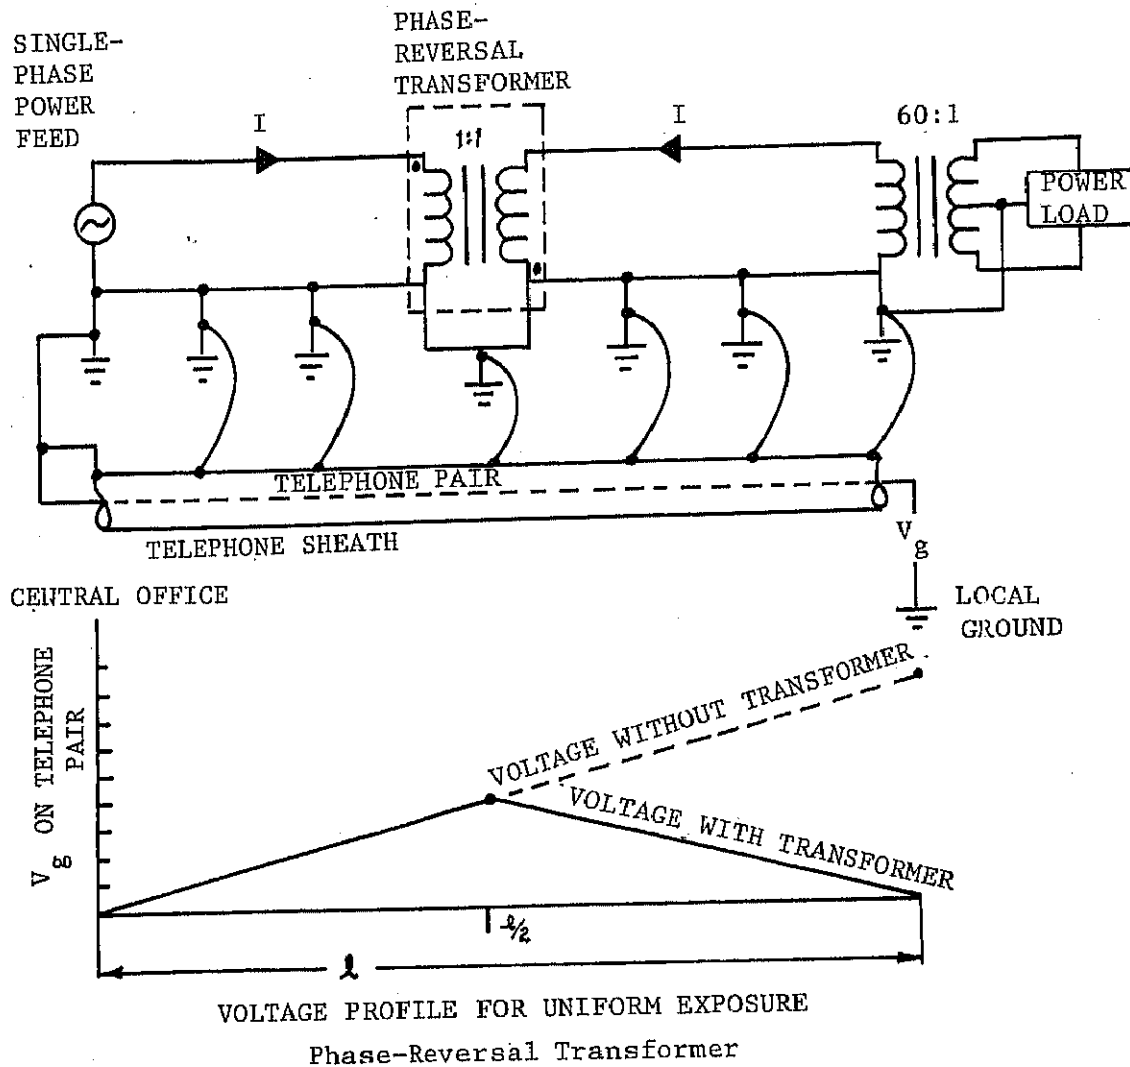 SINGLE-
PHASE
POWER
FEED
PHASE-
REVERSAL
TRANSFORMER
I
1:1
I
60:1
POWER
LOAD
TELEPHONE PAIR
TELEPHONE SHEATH
Vg
CENTRAL OFFICE
LOCAL
GROUND
Vg ON TELEPHONE
PAIR
VOLTAGE WITHOUT TRANSFORMER
VOLTAGE WITH TRANSFORMER
ℓ/2
ℓ
VOLTAGE PROFILE FOR UNIFORM EXPOSURE
Phase-Reversal Transformer